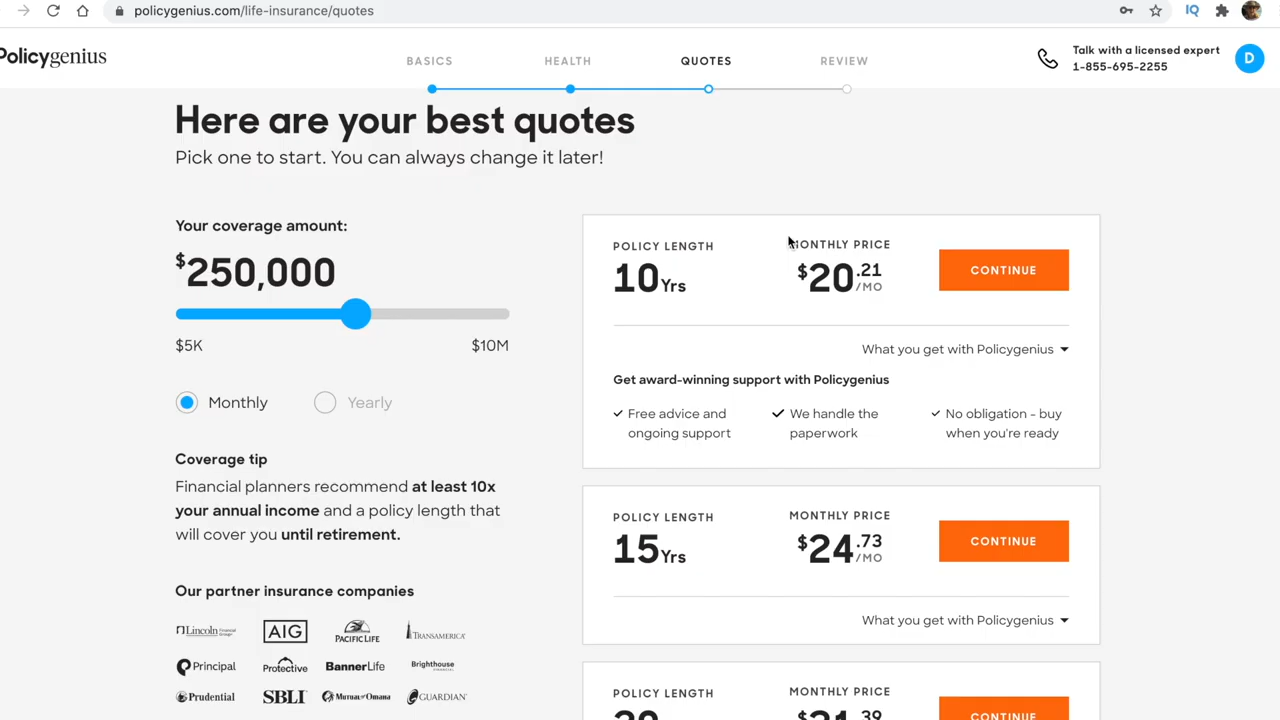 policygenius.com/life-insurance/quotes
Policygenius
BASICS
HEALTH
QUOTES
REVIEW
Talk with a licensed expert
1-855-695-2255
D
Here are your best quotes
Pick one to start. You can always change it later!
Your coverage amount:
$250,000
$5K
$10M
Monthly
Yearly
Coverage tip
Financial planners recommend at least 10x
your annual income and a policy length that
will cover you until retirement.
Our partner insurance companies
Lincoln Financial Group
AIG
PACIFIC LIFE
TRANSAMERICA
Principal
Protective
BannerLife
Brighthouse FINANCIAL
Prudential
SBLI
Mutual of Omaha
GUARDIAN
POLICY LENGTH
MONTHLY PRICE
10 Yrs
$20.21 /MO
CONTINUE
What you get with Policygenius
Get award-winning support with Policygenius
Free advice and
ongoing support
We handle the
paperwork
No obligation - buy
when you're ready
POLICY LENGTH
MONTHLY PRICE
15 Yrs
$24.73 /MO
CONTINUE
What you get with Policygenius
POLICY LENGTH
MONTHLY PRICE
CONTINUE